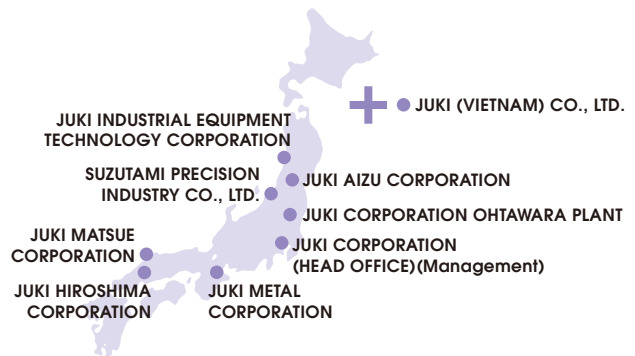 JUKI (VIETNAM) CO., LTD.
JUKI INDUSTRIAL EQUIPMENT
TECHNOLOGY CORPORATION
SUZUTAMI PRECISION
INDUSTRY CO., LTD.
JUKI AIZU CORPORATION
JUKI CORPORATION OHTAWARA PLANT
JUKI MATSUE
CORPORATION
JUKI CORPORATION
(HEAD OFFICE)(Management)
JUKI HIROSHIMA
CORPORATION
JUKI METAL
CORPORATION